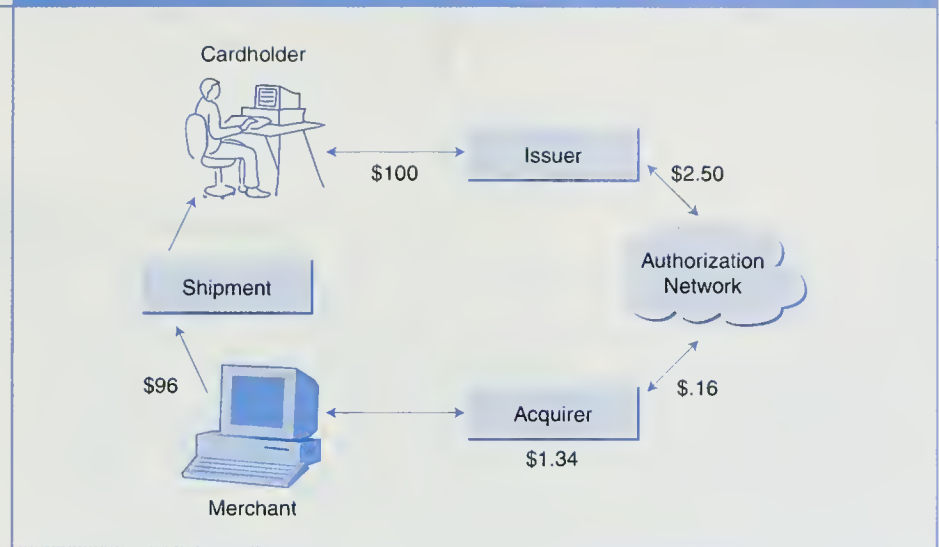 Cardholder
Issuer
$100
$2.50
Authorization
Network
Shipment
$96
Acquirer
$.16
$1.34
Merchant